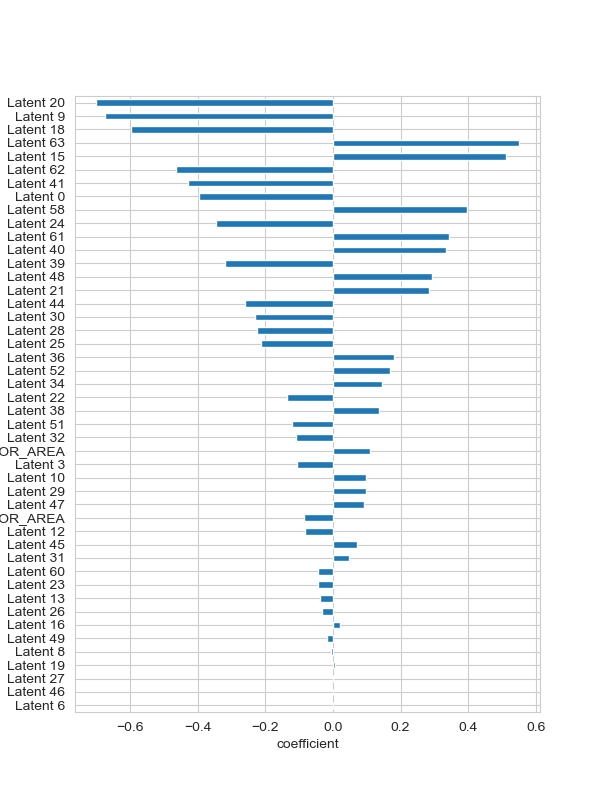 Latent 20
Latent 9
Latent 18
Latent 63
Latent 15
Latent 62
Latent 41
Latent 0
Latent 58
Latent 24
Latent 61
Latent 40
Latent 39
Latent 48
Latent 21
Latent 44
Latent 30
Latent 28
Latent 25
Latent 36
Latent 52
Latent 34
Latent 22
Latent 38
Latent 51
Latent 32
OR_AREA
Latent 3
Latent 10
Latent 29
Latent 47
OR_AREA
Latent 12
Latent 45
Latent 31
Latent 60
Latent 23
Latent 13
Latent 26
Latent 16
Latent 49
Latent 8
Latent 19
Latent 27
Latent 46
Latent 6
−0.6 −0.4 −0.2 0.0 0.2 0.4 0.6
coefficient